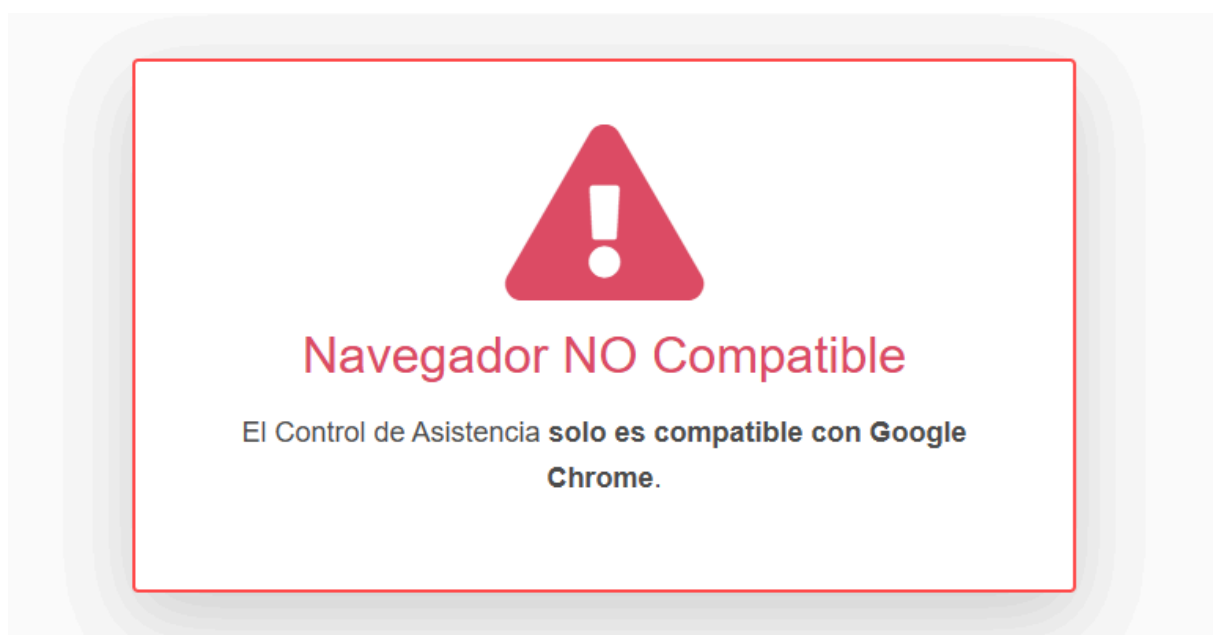 Navegador NO Compatible
El Control de Asistencia solo es compatible con Google
Chrome.